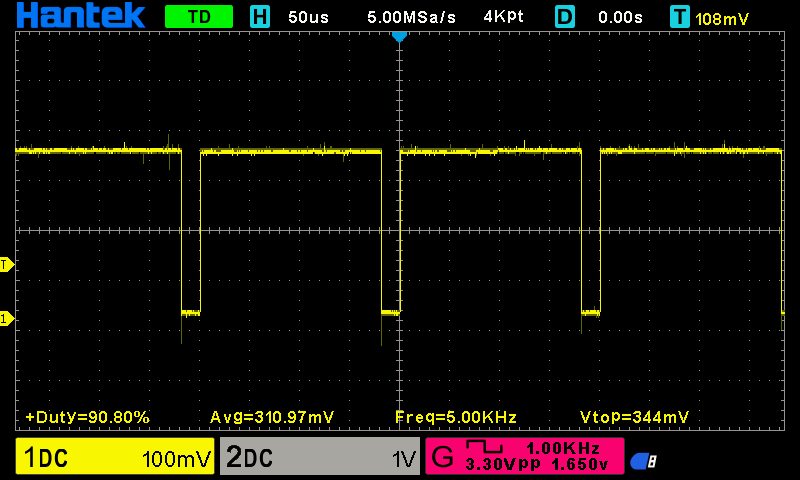 Hantek TD H 50us 5.00MSa/s 4Kpt D 0.00s T 108mV
T
1
+Duty=90.80% Avg=310.97mV Freq=5.00KHz Vtop=344mV
1DC 100mV 2DC 1V G 1.00KHz
3.30Vpp 1.650v